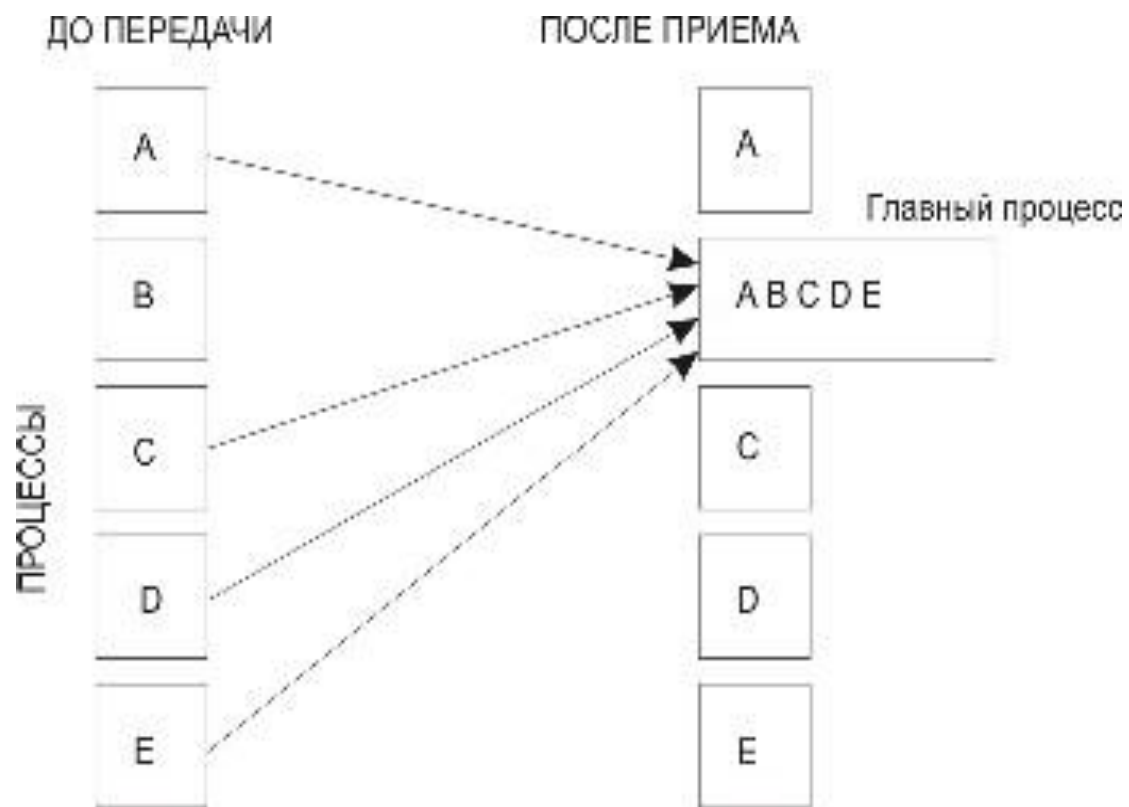 ДО ПЕРЕДАЧИ
ПОСЛЕ ПРИЕМА
A
A
Главный процесс
B
A B C D E
ПРОЦЕССЫ
C
C
D
D
E
E